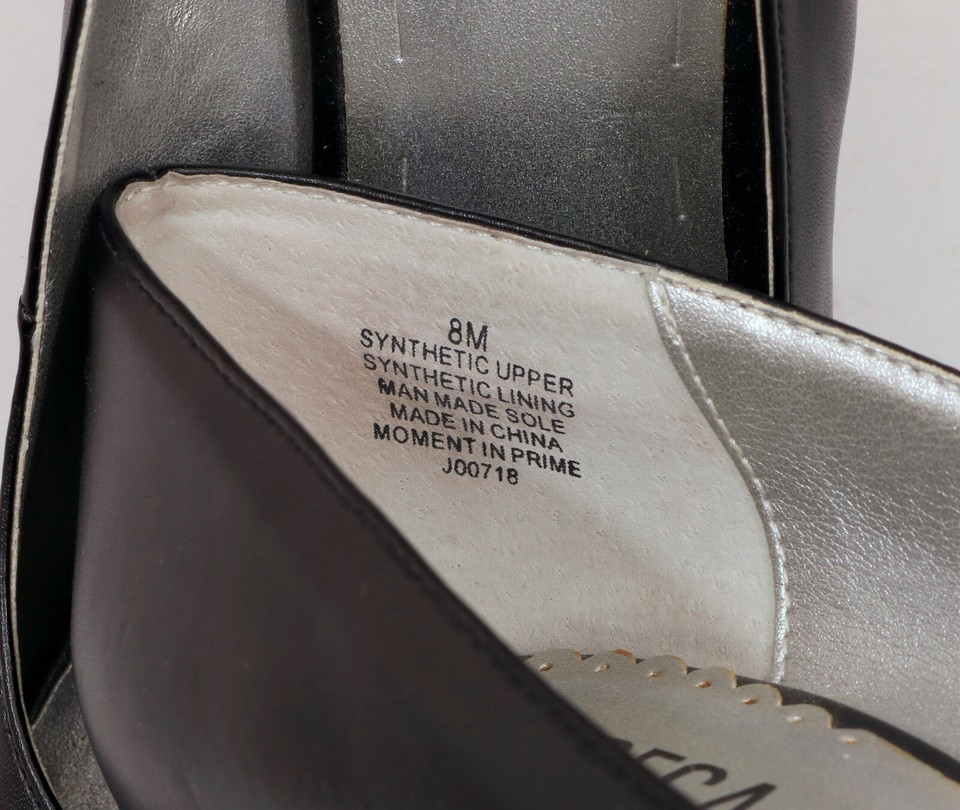 8M
SYNTHETIC UPPER
SYNTHETIC LINING
MAN MADE SOLE
MADE IN CHINA
MOMENT IN PRIME
J00718